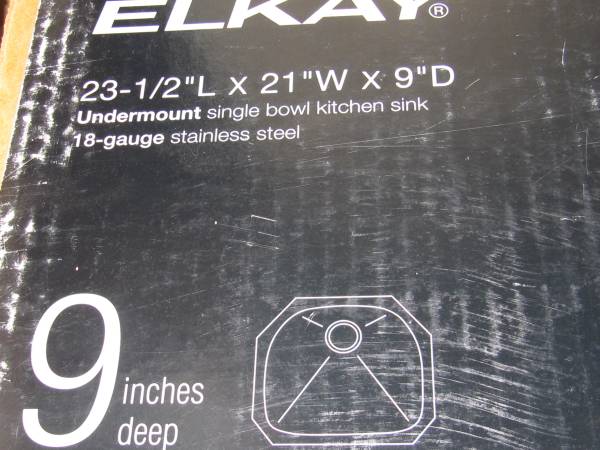 ELKAY®
23-1/2"L X 21"W X 9"D
Undermount single bowl kitchen sink
18-gauge stainless steel
9 inches
deep